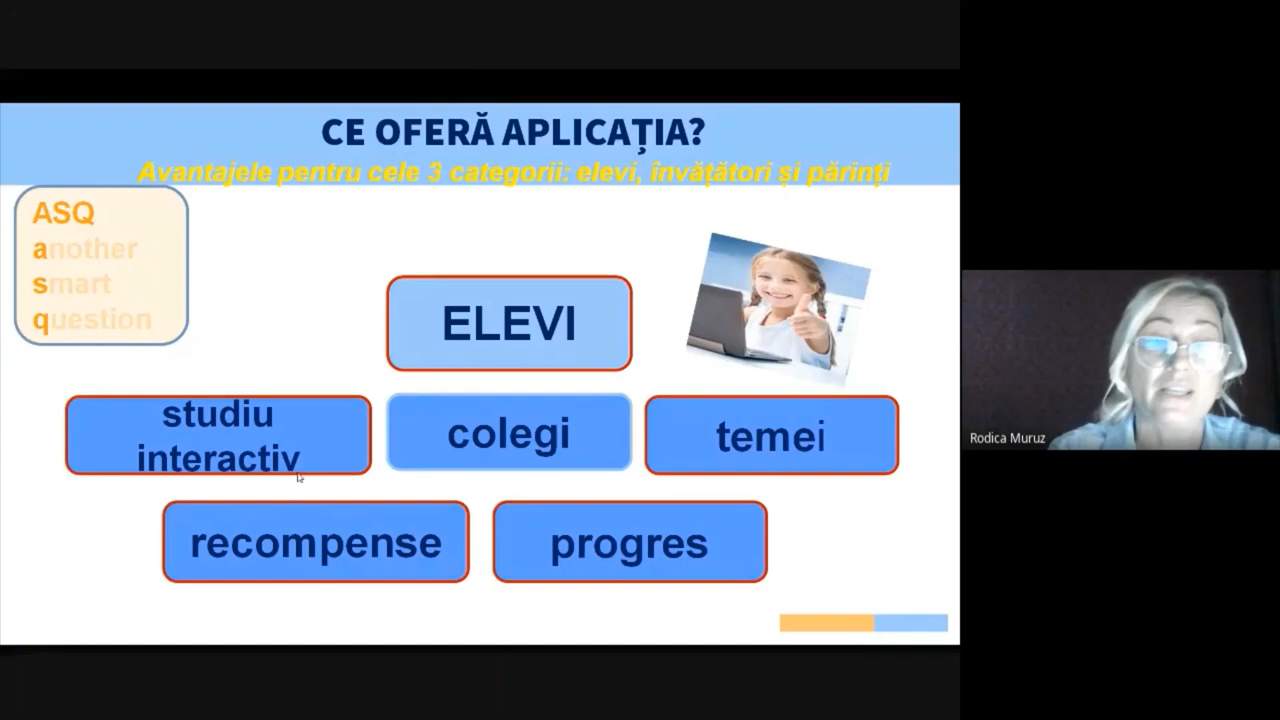 CE OFERĂ APLICAȚIA?
Avantajele pentru cele 3 categorii: elevi, învățători și părinți
ASQ
another
smart
question
ELEVI
studiu
interactiv
colegi
temei
recompense
progres
Rodica Muruz